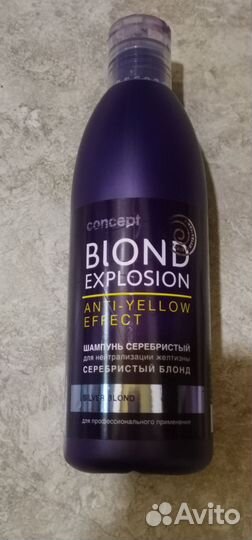 concept
BLOND
EXPLOSION
ANTI-YELLOW
EFFECT
ШАМПУНЬ СЕРЕБРИСТЫЙ
для нейтрализации желтизны
СЕРЕБРИСТЫЙ БЛОНД
SILVER BLOND
для профессионального применения
Avito